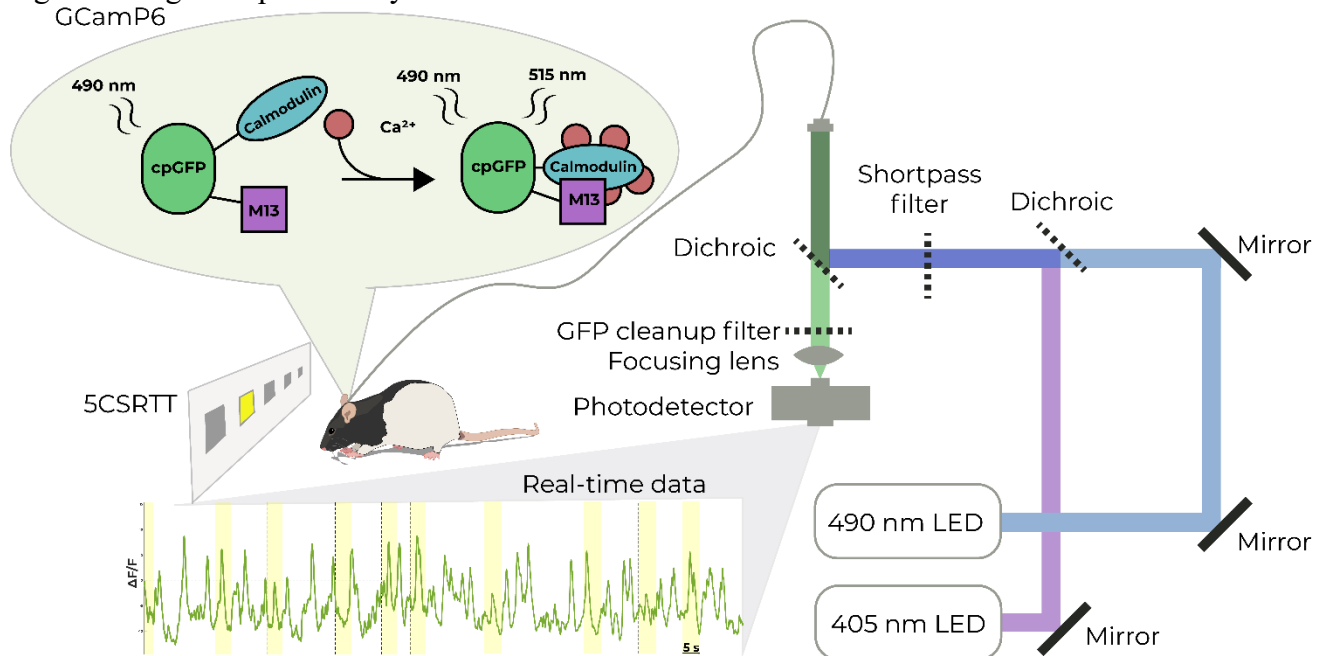 GCamP6
490 nm
Calmodulin
cpGFP
M13
Ca²⁺
490 nm
515 nm
cpGFP
Calmodulin
M13
Shortpass
filter
Dichroic
Mirror
Dichroic
GFP cleanup filter
Focusing lens
Photodetector
5CSRTT
Real-time data
ΔF/F
5 s
490 nm LED
Mirror
405 nm LED
Mirror